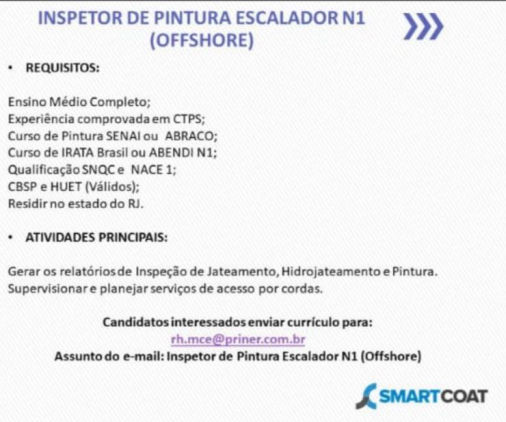 INSPETOR DE PINTURA ESCALADOR N1
(OFFSHORE)
• REQUISITOS:
Ensino Médio Completo;
Experiência comprovada em CTPS;
Curso de Pintura SENAI ou ABRACO;
Curso de IRATA Brasil ou ABENDI N1;
Qualificação SNQC e NACE 1;
CBSP e HUET (Válidos);
Residir no estado do RJ.
• ATIVIDADES PRINCIPAIS:
Gerar os relatórios de Inspeção de Jateamento, Hidrojateamento e Pintura.
Supervisionar e planejar serviços de acesso por cordas.
Candidatos interessados enviar currículo para:
rh.mce@priner.com.br
Assunto do e-mail: Inspetor de Pintura Escalador N1 (Offshore)
SMARTCOAT